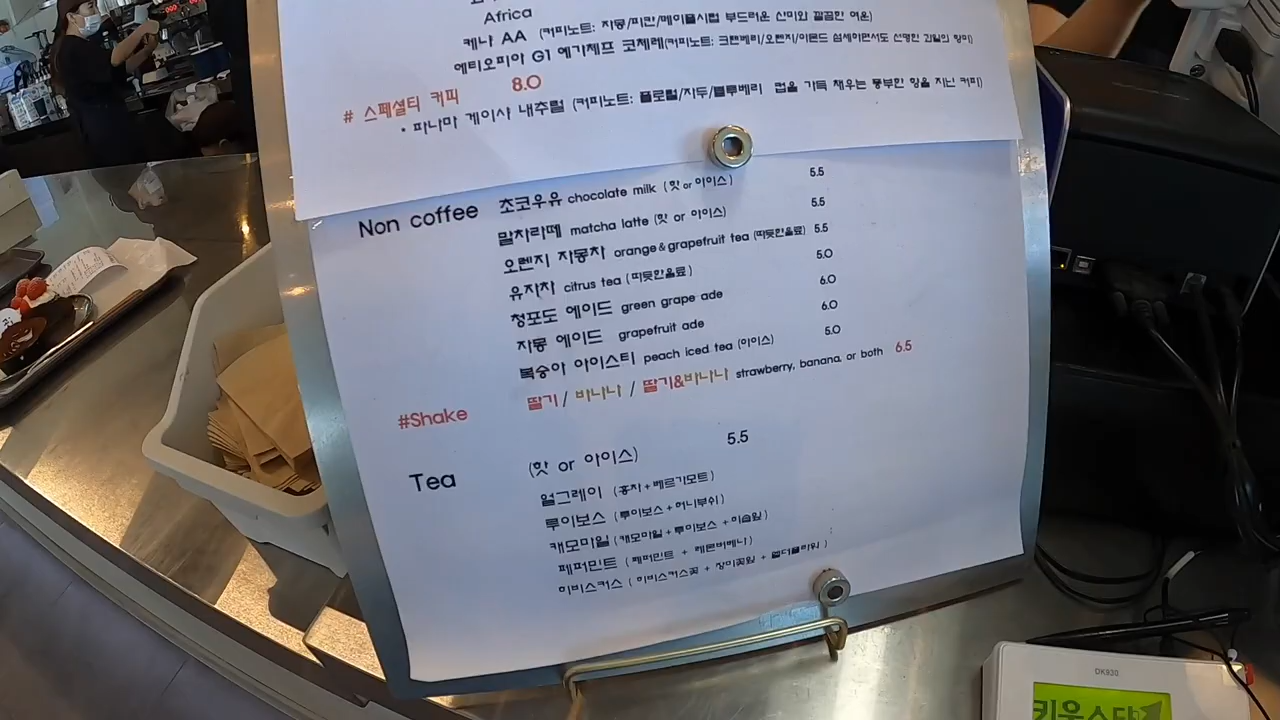 Africa
케냐 AA (커피노트: 자몽/피칸/메이플시럽 부드러운 산미와 깔끔한 여운)
에티오피아 G1 예가체프 코체레(커피노트: 크랜베리/오렌지/아몬드 섬세하면서도 선명한 과일의 향미)
# 스페셜티 커피 8.0
• 파나마 게이샤 내추럴 (커피노트: 플로럴/자두/블루베리 컵을 가득 채우는 풍부한 향을 지닌 커피)
Non coffee 초코우유 chocolate milk (핫 or 아이스) 5.5
말차라떼 matcha latte (핫 or 아이스) 5.5
오렌지 자몽차 orange&grapefruit tea (따뜻한음료) 5.5
유자차 citrus tea (따뜻한음료) 5.0
청포도 에이드 green grape ade 6.0
자몽 에이드 grapefruit ade 6.0
복숭아 아이스티 peach iced tea (아이스) 5.0
#Shake 딸기 / 바나나 / 딸기&바나나 strawberry, banana, or both 6.5
Tea (핫 or 아이스) 5.5
얼그레이 (홍차+베르가모트)
루이보스 (루이보스+허니부쉬)
캐모마일 (캐모마일+루이보스+이슬잎)
페퍼민트 (페퍼민트 + 레몬버베나)
히비스커스 (히비스커스꽃 + 장미꽃잎 + 엘더플라워)
DK930